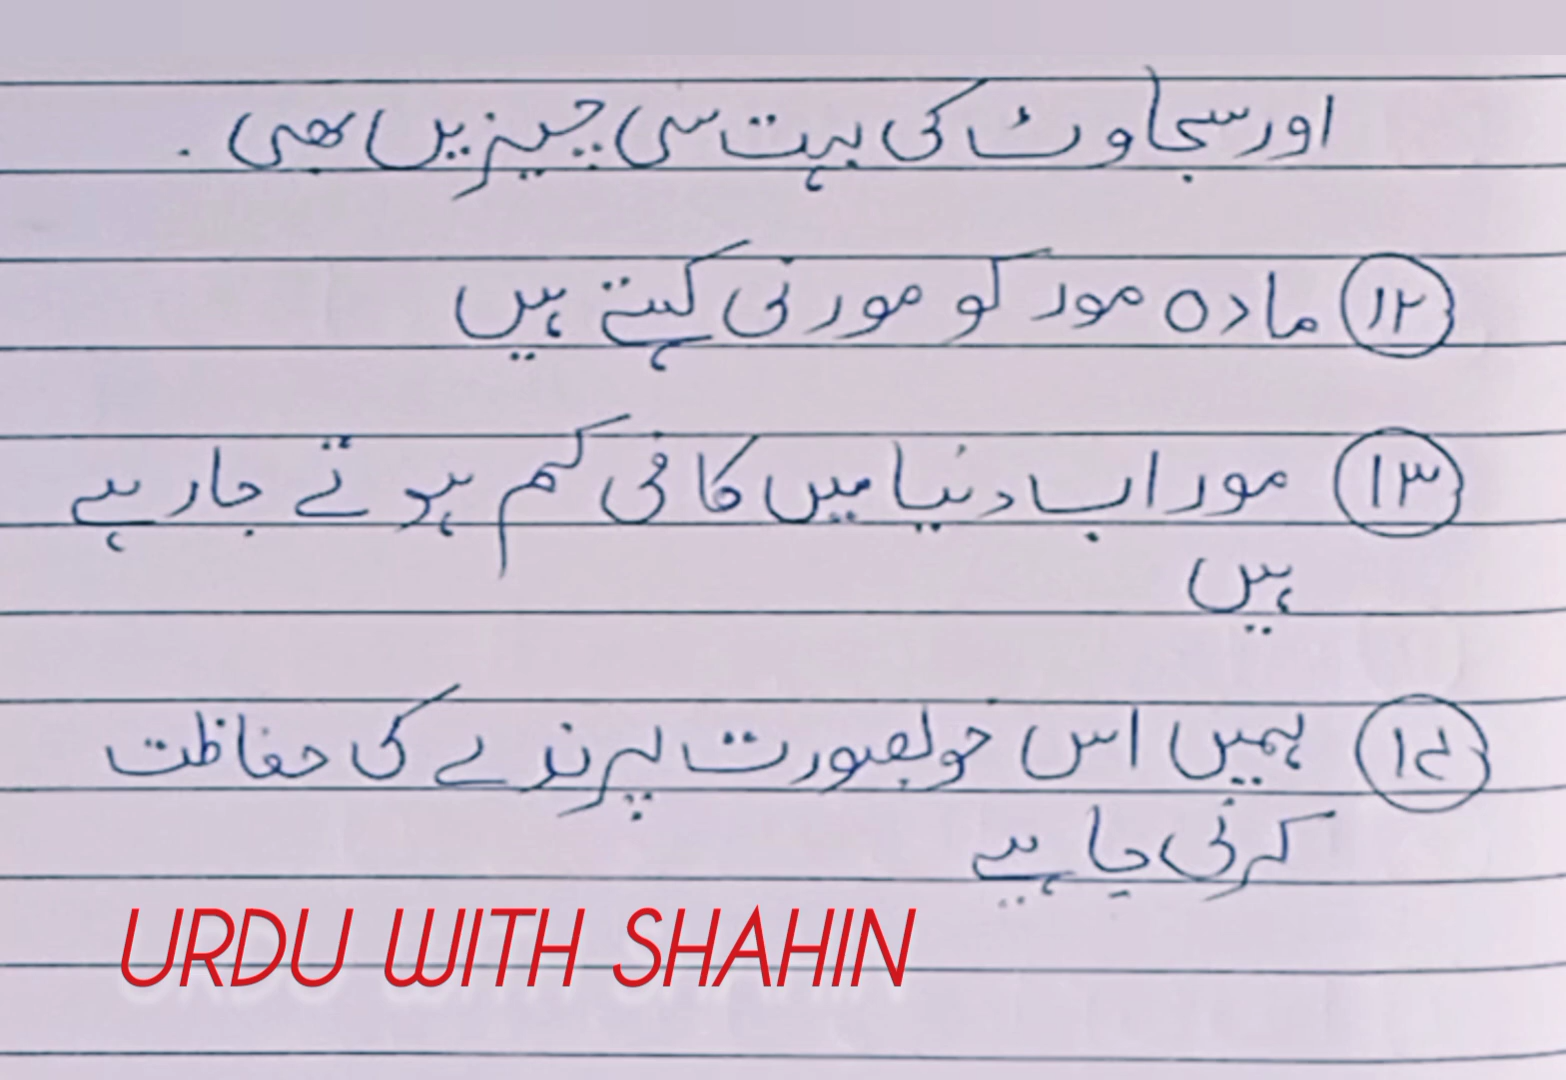 اور سجاوٹ کی بہت سی چیزیں بھی.
۱۲ مادہ مور کو مورنی کہتے ہیں
۱۳ مور اب دنیا میں کافی کم ہوتے جا رہے
ہیں
۱۴ ہمیں اس خوبصورت پرندے کی حفاظت
کرنی چاہیے
URDU WITH SHAHIN